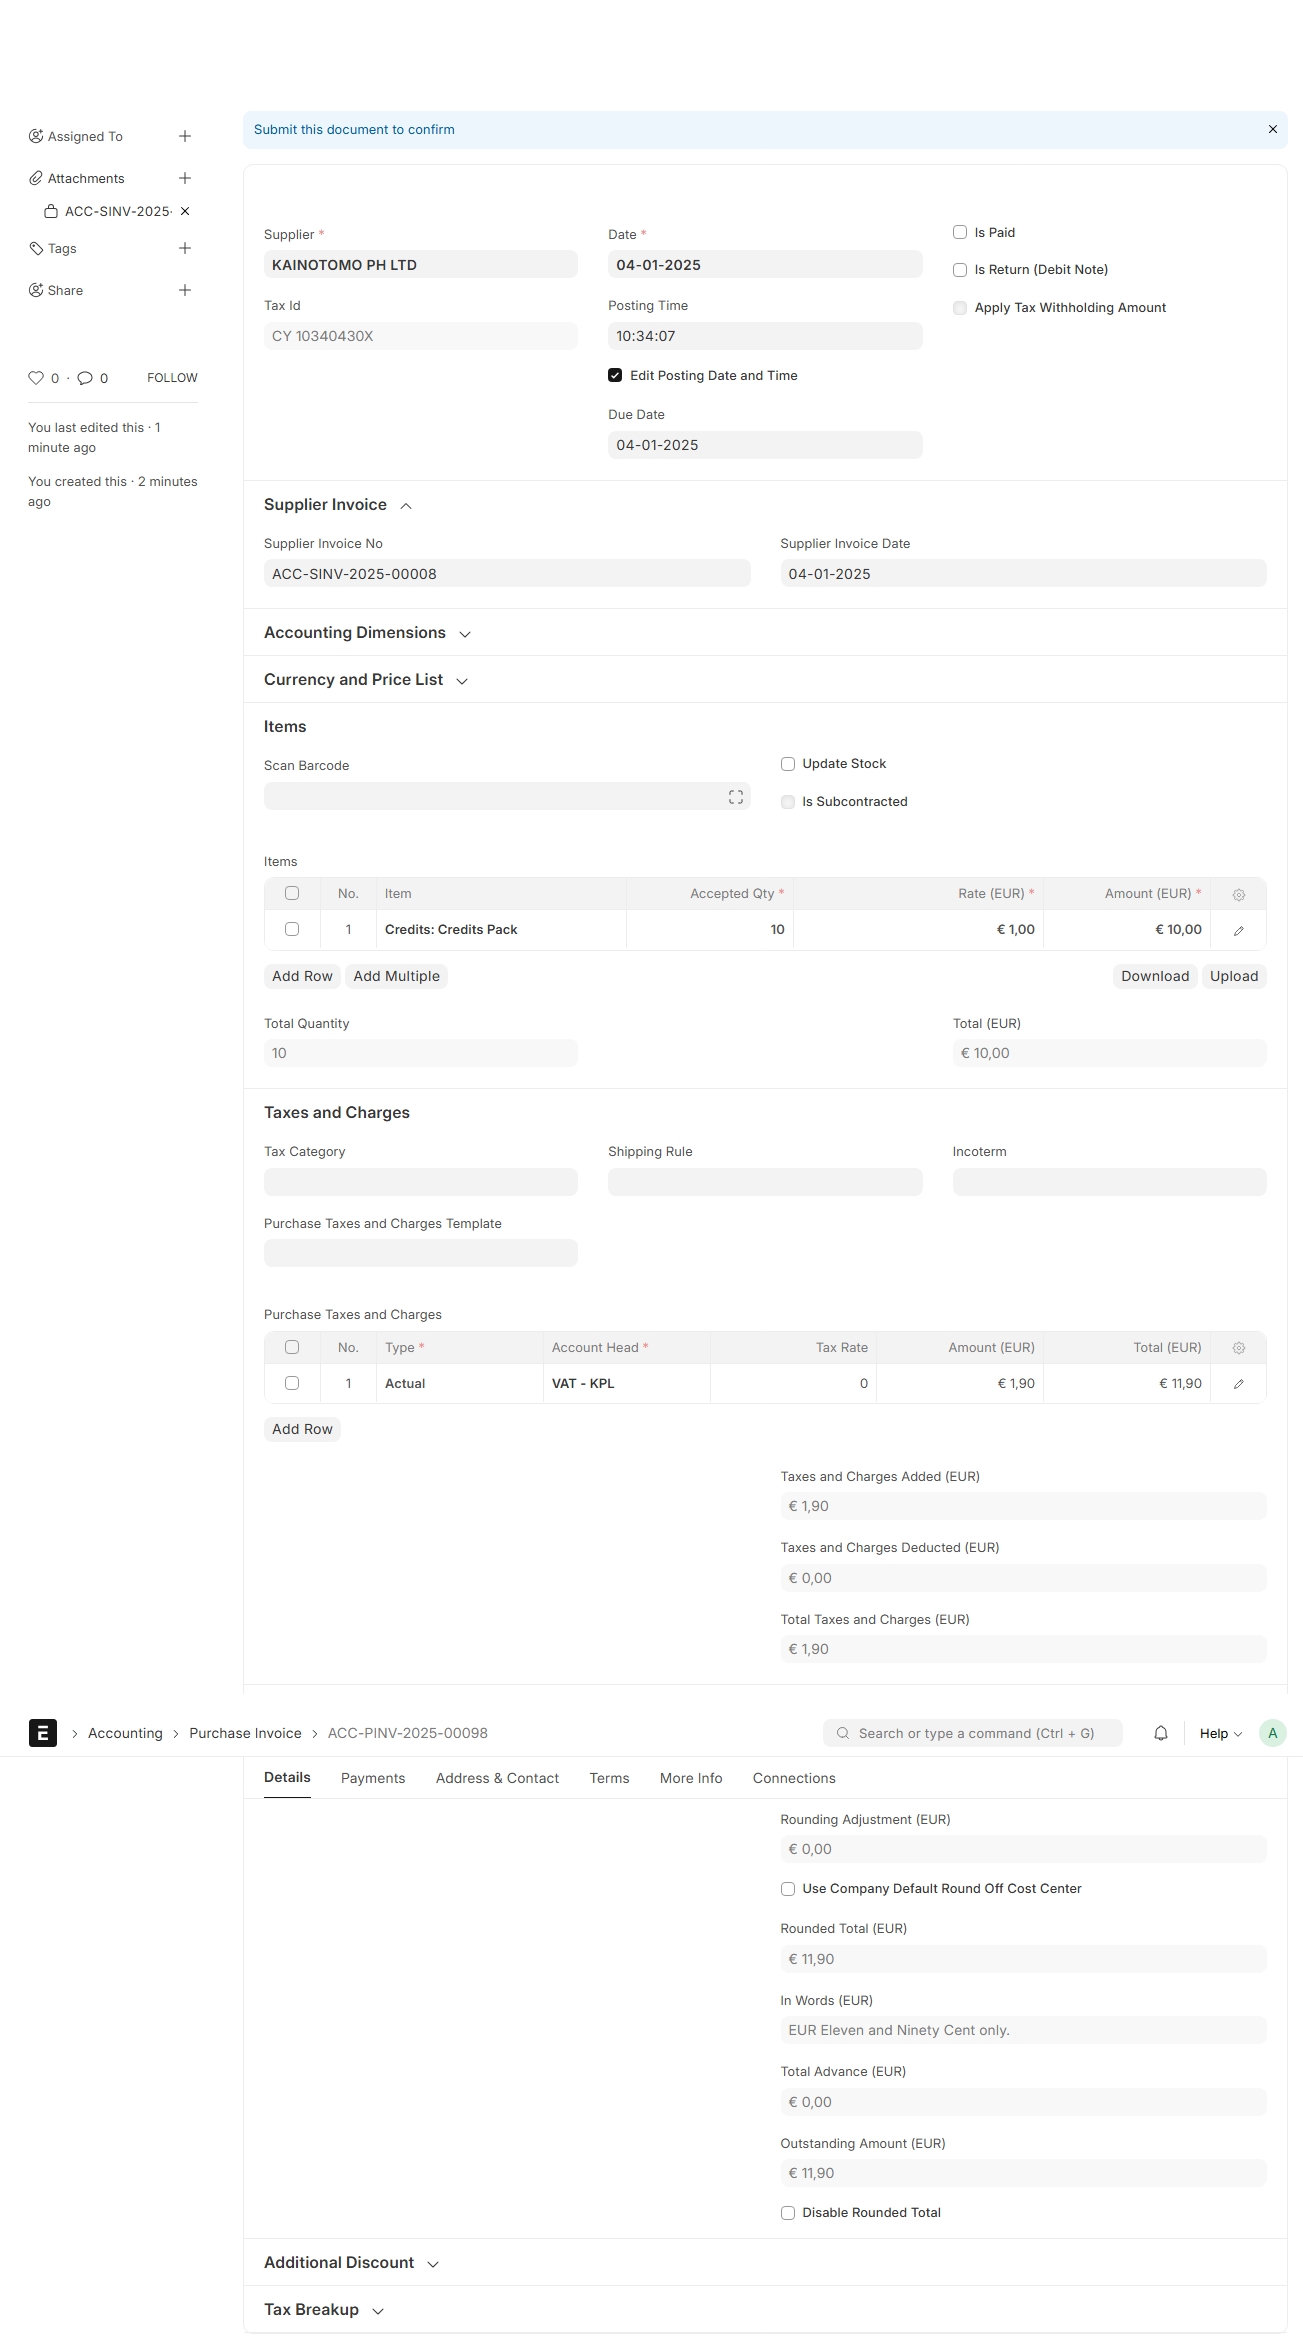 Submit this document to confirm
Assigned To
Attachments
ACC-SINV-2025-
Tags
Share
0 · 0 FOLLOW
You last edited this · 1
minute ago
You created this · 2 minutes
ago
Supplier *
KAINOTOMO PH LTD
Tax Id
CY 10340430X
Date *
04-01-2025
Posting Time
10:34:07
Edit Posting Date and Time
Due Date
04-01-2025
Is Paid
Is Return (Debit Note)
Apply Tax Withholding Amount
Supplier Invoice
Supplier Invoice No
ACC-SINV-2025-00008
Supplier Invoice Date
04-01-2025
Accounting Dimensions
Currency and Price List
Items
Scan Barcode
Update Stock
Is Subcontracted
Items
No. Item Accepted Qty * Rate (EUR) * Amount (EUR) *
1 Credits: Credits Pack 10 € 1,00 € 10,00
Add Row Add Multiple Download Upload
Total Quantity
10
Total (EUR)
€ 10,00
Taxes and Charges
Tax Category Shipping Rule Incoterm
Purchase Taxes and Charges Template
Purchase Taxes and Charges
No. Type * Account Head * Tax Rate Amount (EUR) Total (EUR)
1 Actual VAT - KPL 0 € 1,90 € 11,90
Add Row
Taxes and Charges Added (EUR)
€ 1,90
Taxes and Charges Deducted (EUR)
€ 0,00
Total Taxes and Charges (EUR)
€ 1,90
E Accounting Purchase Invoice ACC-PINV-2025-00098 Search or type a command (Ctrl + G) Help A
Details Payments Address & Contact Terms More Info Connections
Rounding Adjustment (EUR)
€ 0,00
Use Company Default Round Off Cost Center
Rounded Total (EUR)
€ 11,90
In Words (EUR)
EUR Eleven and Ninety Cent only.
Total Advance (EUR)
€ 0,00
Outstanding Amount (EUR)
€ 11,90
Disable Rounded Total
Additional Discount
Tax Breakup